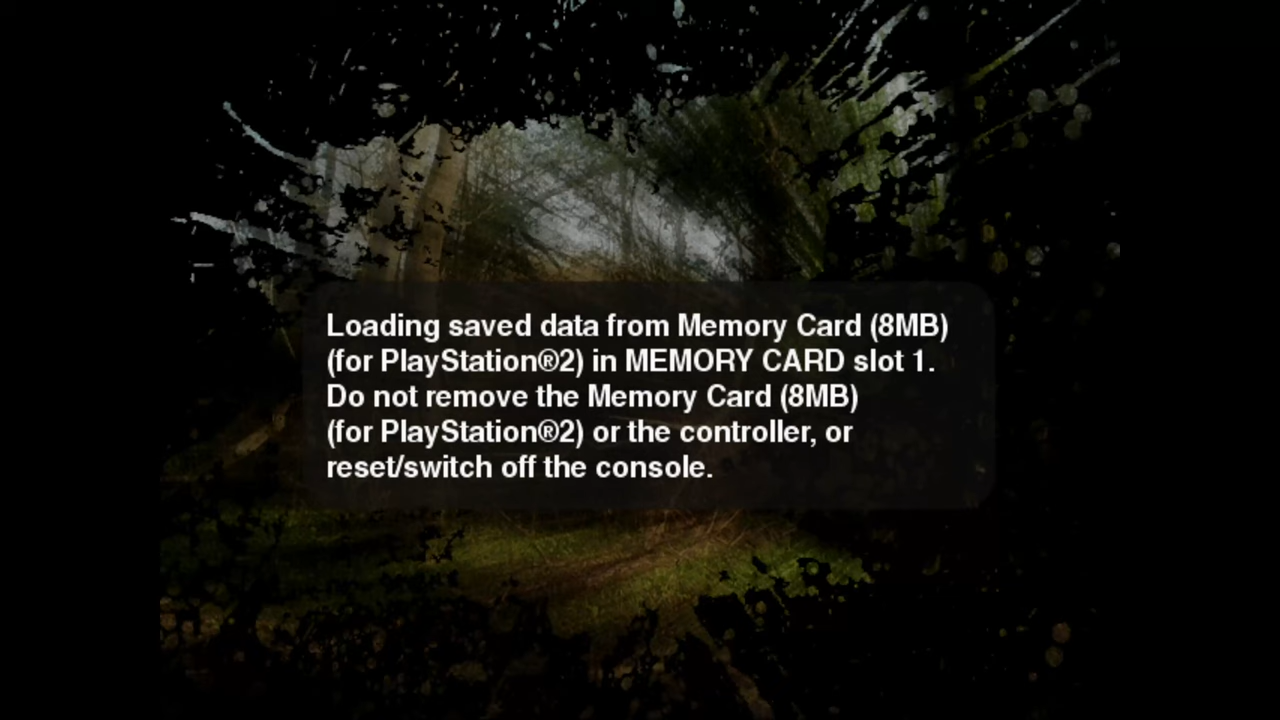 Loading saved data from Memory Card (8MB)
(for PlayStation®2) in MEMORY CARD slot 1.
Do not remove the Memory Card (8MB)
(for PlayStation®2) or the controller, or
reset/switch off the console.